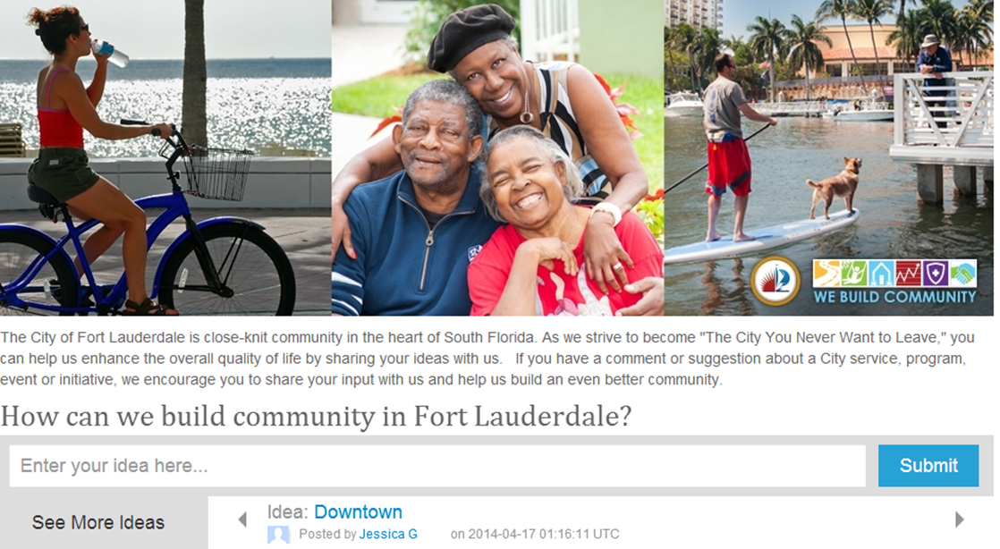 WE BUILD COMMUNITY
The City of Fort Lauderdale is close-knit community in the heart of South Florida. As we strive to become "The City You Never Want to Leave," you
can help us enhance the overall quality of life by sharing your ideas with us.   If you have a comment or suggestion about a City service, program,
event or initiative, we encourage you to share your input with us and help us build an even better community.
How can we build community in Fort Lauderdale?
Enter your idea here...
Submit
See More Ideas
Idea: Downtown
Posted by Jessica G on 2014-04-17 01:16:11 UTC